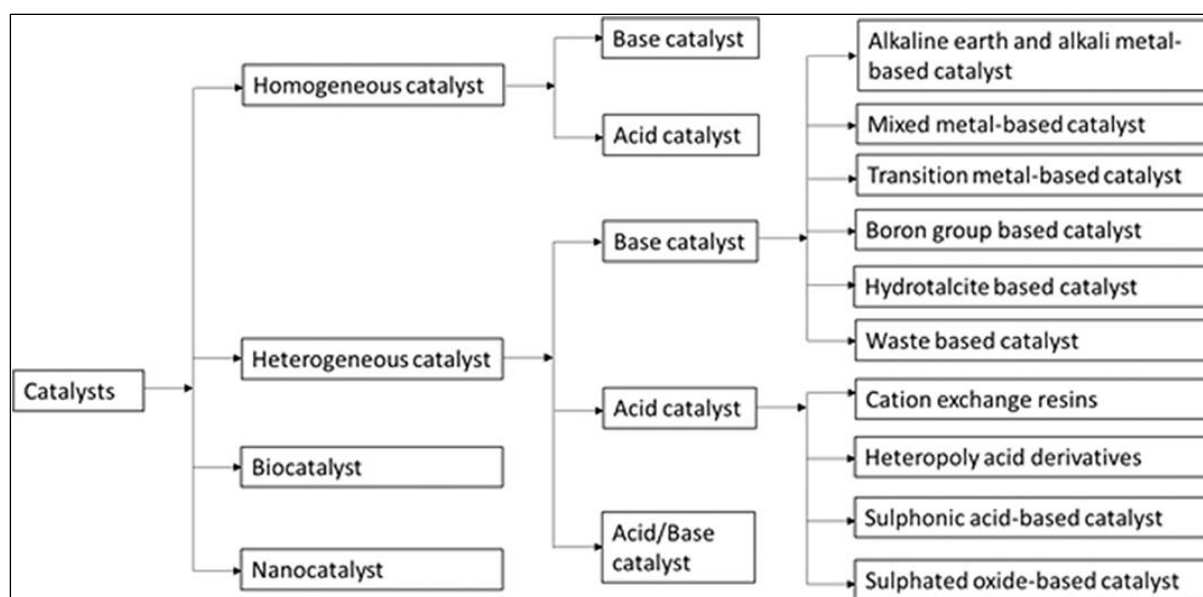 Catalysts
Homogeneous catalyst
Heterogeneous catalyst
Biocatalyst
Nanocatalyst
Base catalyst
Acid catalyst
Base catalyst
Acid catalyst
Acid/Base
catalyst
Alkaline earth and alkali metal-
based catalyst
Mixed metal-based catalyst
Transition metal-based catalyst
Boron group based catalyst
Hydrotalcite based catalyst
Waste based catalyst
Cation exchange resins
Heteropoly acid derivatives
Sulphonic acid-based catalyst
Sulphated oxide-based catalyst